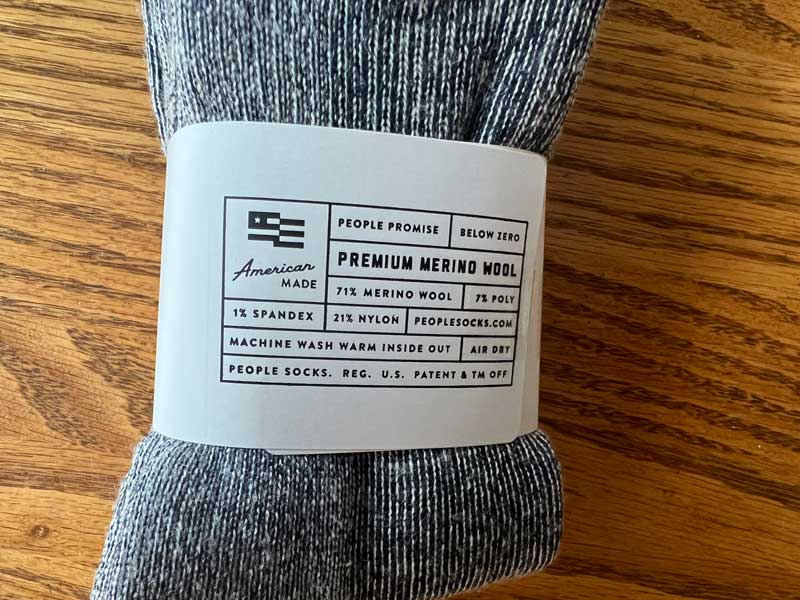 PEOPLE PROMISE BELOW ZERO
PREMIUM MERINO WOOL
American
MADE
71% MERINO WOOL 7% POLY
1% SPANDEX 21% NYLON PEOPLESOCKS.COM
MACHINE WASH WARM INSIDE OUT AIR DRY
PEOPLE SOCKS. REG. U.S. PATENT & TM OFF